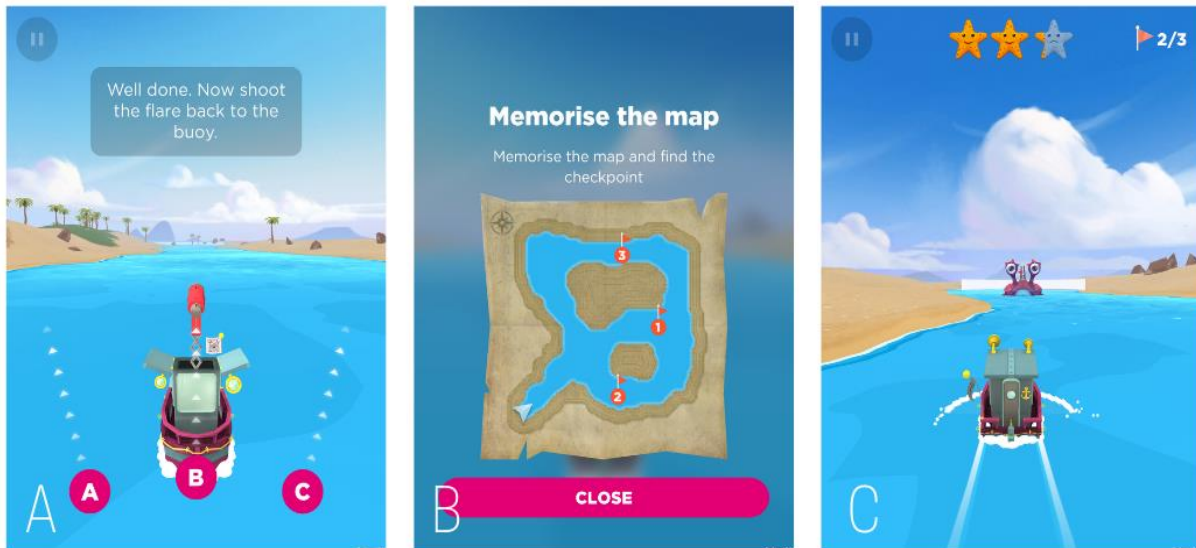 Well done. Now shoot
the flare back to the
buoy.
A
B
C
A
Memorise the map
Memorise the map and find the
checkpoint
3
1
2
CLOSE
B
2/3
C